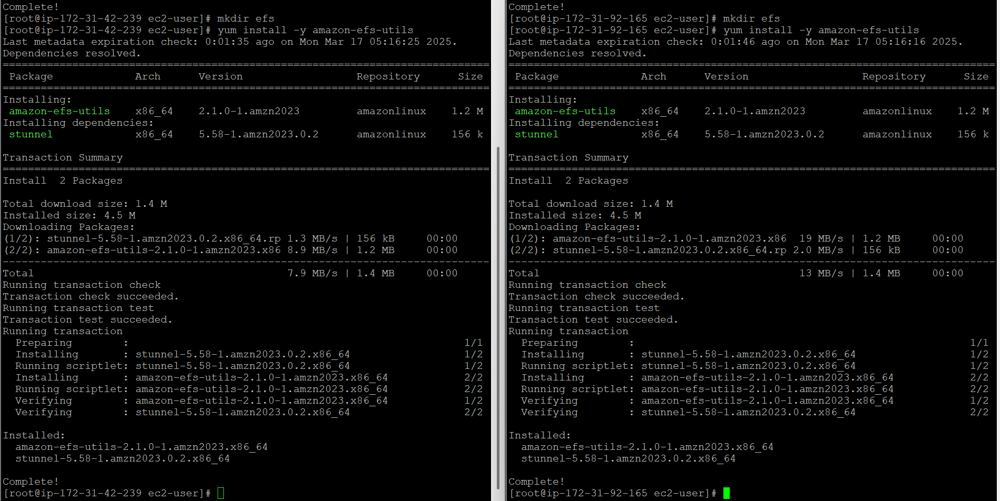 Complete!
[root@ip-172-31-42-239 ec2-user]# mkdir efs
[root@ip-172-31-42-239 ec2-user]# yum install -y amazon-efs-utils
Last metadata expiration check: 0:01:35 ago on Mon Mar 17 05:16:25 2025.
Dependencies resolved.
================================================================================
Package Arch Version Repository Size
================================================================================
Installing:
amazon-efs-utils x86_64 2.1.0-1.amzn2023 amazonlinux 1.2 M
Installing dependencies:
stunnel x86_64 5.58-1.amzn2023.0.2 amazonlinux 156 k
Transaction Summary
================================================================================
Install 2 Packages
Total download size: 1.4 M
Installed size: 4.5 M
Downloading Packages:
(1/2): stunnel-5.58-1.amzn2023.0.2.x86_64.rp 1.3 MB/s | 156 kB 00:00
(2/2): amazon-efs-utils-2.1.0-1.amzn2023.x86 8.9 MB/s | 1.2 MB 00:00
--------------------------------------------------------------------------------
Total 7.9 MB/s | 1.4 MB 00:00
Running transaction check
Transaction check succeeded.
Running transaction test
Transaction test succeeded.
Running transaction
Preparing : 1/1
Installing : stunnel-5.58-1.amzn2023.0.2.x86_64 1/2
Running scriptlet: stunnel-5.58-1.amzn2023.0.2.x86_64 1/2
Installing : amazon-efs-utils-2.1.0-1.amzn2023.x86_64 2/2
Running scriptlet: amazon-efs-utils-2.1.0-1.amzn2023.x86_64 2/2
Verifying : amazon-efs-utils-2.1.0-1.amzn2023.x86_64 1/2
Verifying : stunnel-5.58-1.amzn2023.0.2.x86_64 2/2
Installed:
amazon-efs-utils-2.1.0-1.amzn2023.x86_64
stunnel-5.58-1.amzn2023.0.2.x86_64
Complete!
[root@ip-172-31-42-239 ec2-user]#
Complete!
[root@ip-172-31-92-165 ec2-user]# mkdir efs
[root@ip-172-31-92-165 ec2-user]# yum install -y amazon-efs-utils
Last metadata expiration check: 0:01:46 ago on Mon Mar 17 05:16:16 2025.
Dependencies resolved.
================================================================================
Package Arch Version Repository Size
================================================================================
Installing:
amazon-efs-utils x86_64 2.1.0-1.amzn2023 amazonlinux 1.2 M
Installing dependencies:
stunnel x86_64 5.58-1.amzn2023.0.2 amazonlinux 156 k
Transaction Summary
================================================================================
Install 2 Packages
Total download size: 1.4 M
Installed size: 4.5 M
Downloading Packages:
(1/2): amazon-efs-utils-2.1.0-1.amzn2023.x86 19 MB/s | 1.2 MB 00:00
(2/2): stunnel-5.58-1.amzn2023.0.2.x86_64.rp 2.0 MB/s | 156 kB 00:00
--------------------------------------------------------------------------------
Total 13 MB/s | 1.4 MB 00:00
Running transaction check
Transaction check succeeded.
Running transaction test
Transaction test succeeded.
Running transaction
Preparing : 1/1
Installing : stunnel-5.58-1.amzn2023.0.2.x86_64 1/2
Running scriptlet: stunnel-5.58-1.amzn2023.0.2.x86_64 1/2
Installing : amazon-efs-utils-2.1.0-1.amzn2023.x86_64 2/2
Running scriptlet: amazon-efs-utils-2.1.0-1.amzn2023.x86_64 2/2
Verifying : amazon-efs-utils-2.1.0-1.amzn2023.x86_64 1/2
Verifying : stunnel-5.58-1.amzn2023.0.2.x86_64 2/2
Installed:
amazon-efs-utils-2.1.0-1.amzn2023.x86_64
stunnel-5.58-1.amzn2023.0.2.x86_64
Complete!
[root@ip-172-31-92-165 ec2-user]#